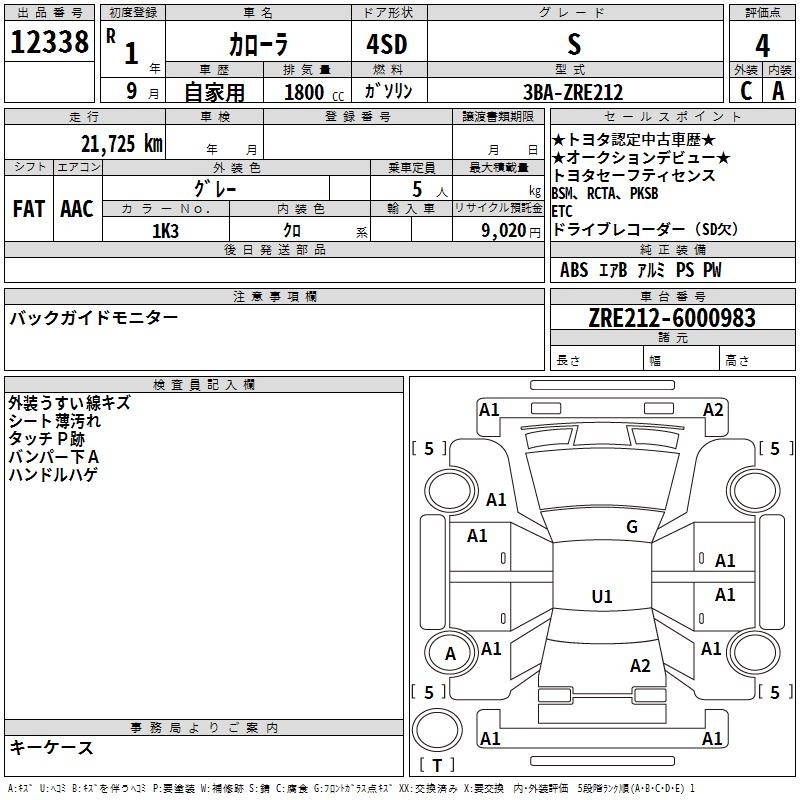 出品番号 初度登録 車名 ドア形状 グレード 評価点
12338 R 1 年 カローラ 4SD S 4
車歴 排気量 燃料 型式 外装 内装
9 月 自家用 1800 CC ガソリン 3BA-ZRE212 C A
走行 車検 登録番号 譲渡書類期限 セールスポイント
21,725 km 年 月 月 日
★トヨタ認定中古車歴★
★オークションデビュー★
トヨタセーフティセンス
BSM、RCTA、PKSB
ETC
ドライブレコーダー（SD欠）
シフト エアコン 外装色 乗車定員 最大積載量
FAT AAC グレー 5 人 kg
カラーNo. 内装色 輸入車 リサイクル預託金
1K3 クロ 系 9,020 円
後日発送部品 純正装備
ABS エアB アルミ PS PW
注意事項欄 車台番号
バックガイドモニター ZRE212-6000983
諸元
長さ 幅 高さ
検査員記入欄
外装うすい線キズ
シート薄汚れ
タッチP跡
バンパー下A
ハンドルハゲ
A1 A2
[ 5 ] [ 5 ]
A1
G
A1
A1
U1 A1
A A1 A1
A2
[ 5 ] [ 5 ]
A1 A1
[ T ]
事務局よりご案内
キーケース
A:キズ U:ヘコミ B:キズを伴うヘコミ P:要塗装 W:補修跡 S:錆 C:腐食 G:フロントガラス点キズ XX:交換済み X:要交換 内・外装評価 5段階ランク順(A・B・C・D・E) 1